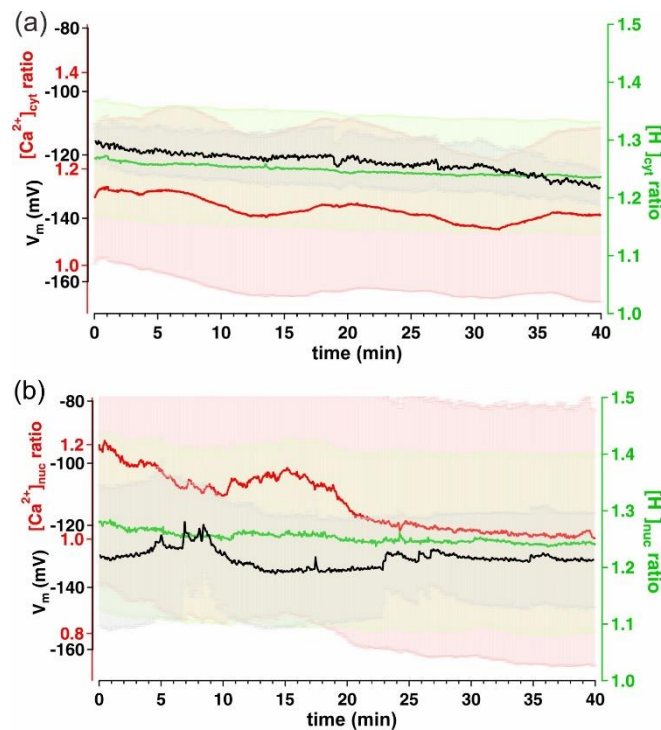 (a)
[Ca²⁺]cyt ratio
Vm (mV)
-80
1.4
-100
-120
1.2
-140
1.0
-160
1.5
1.4
1.3
1.2
1.1
1.0
[H ]cyt ratio
0 5 10 15 20 25 30 35 40
time (min)
(b)
[Ca²⁺]nuc ratio
Vm (mV)
-80
1.2
-100
-120
1.0
-140
0.8
-160
1.5
1.4
1.3
1.2
1.1
1.0
[H ]nuc ratio
0 5 10 15 20 25 30 35 40
time (min)